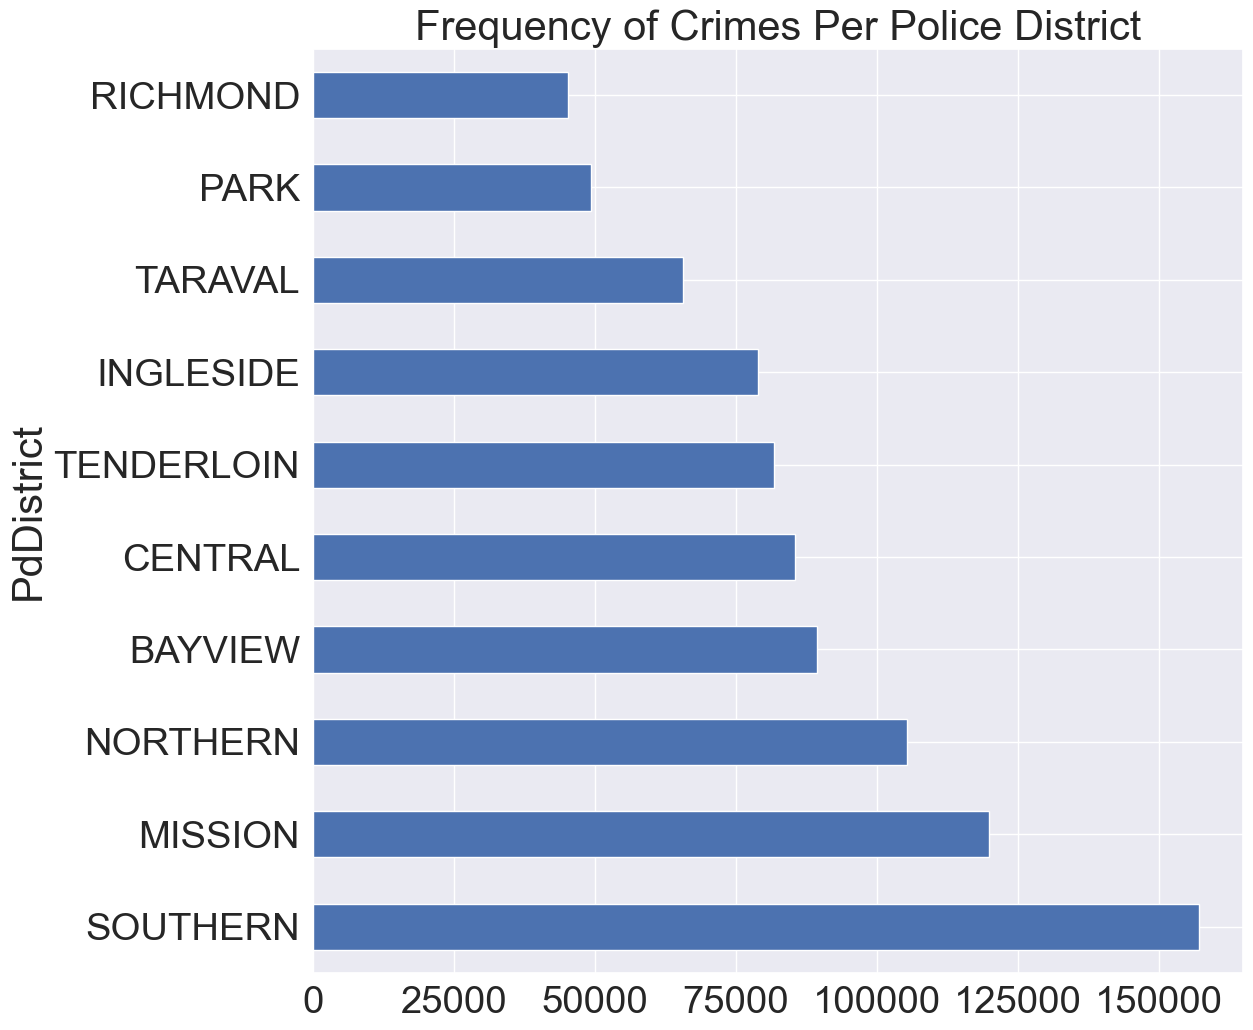 Frequency of Crimes Per Police District
PdDistrict
RICHMOND
PARK
TARAVAL
INGLESIDE
TENDERLOIN
CENTRAL
BAYVIEW
NORTHERN
MISSION
SOUTHERN
0 25000 50000 75000 100000 125000 150000